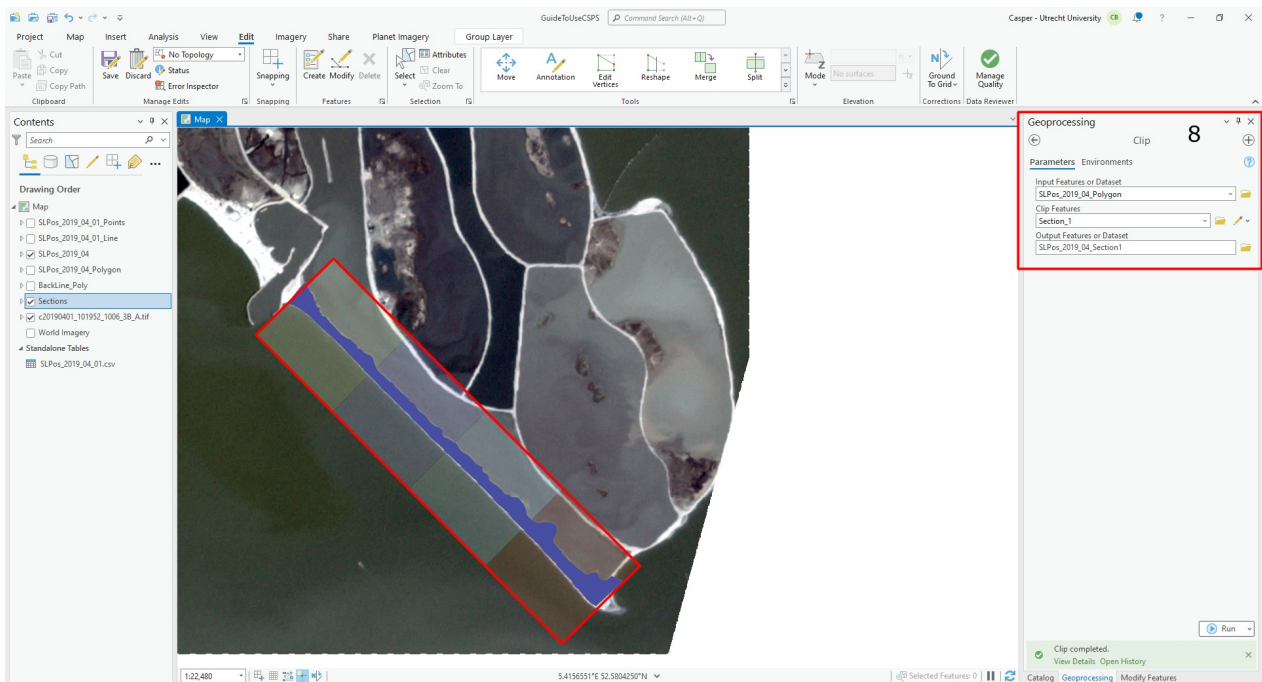 GuideToUseCSPS
Command Search (Alt+Q)
Casper - Utrecht University
CB
?
Project Map Insert Analysis View Edit Imagery Share Planet Imagery Group Layer
Cut
Copy
Copy Path
Paste
Clipboard
Save
Discard
No Topology
Status
Error Inspector
Manage Edits
Snapping
Snapping
Create
Modify
Delete
Features
Select
Attributes
Clear
Zoom To
Selection
Move
Annotation
Edit
Vertices
Reshape
Merge
Split
Tools
Mode
Z
No surfaces
Elevation
Ground
To Grid
Corrections
Manage
Quality
Data Reviewer
Contents
Search
Drawing Order
Map
SLPos_2019_04_01_Points
SLPos_2019_04_01_Line
SLPos_2019_04
SLPos_2019_04_Polygon
BackLine_Poly
Sections
c20190401_101952_1006_3B_A.tif
World Imagery
Standalone Tables
SLPos_2019_04_01.csv
Map
1:22,480
5.4156551°E 52.5804250°N
Selected Features: 0
Geoprocessing
8
Clip
Parameters Environments
Input Features or Dataset
SLPos_2019_04_Polygon
Clip Features
Section_1
Output Features or Dataset
SLPos_2019_04_Section1
Run
Clip completed.
View Details Open History
Catalog Geoprocessing Modify Features